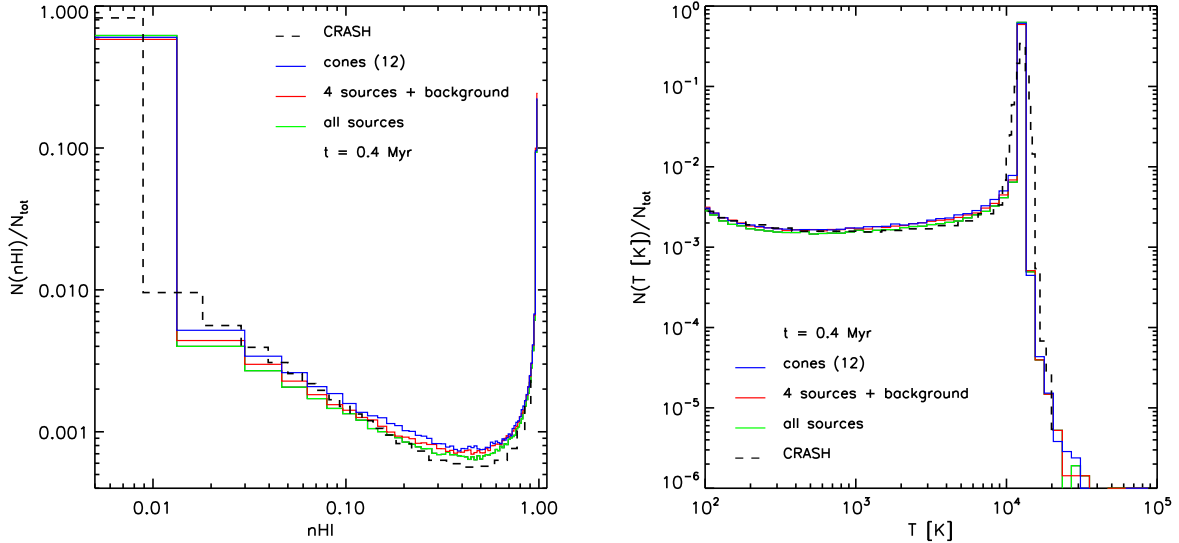 1.000
0.100
0.010
0.001
N(nHI)/Ntot
0.01
0.10
1.00
nHI
CRASH
cones (12)
4 sources + background
all sources
t = 0.4 Myr
10^0
10^-1
10^-2
10^-3
10^-4
10^-5
10^-6
N(T [K])/Ntot
t = 0.4 Myr
cones (12)
4 sources + background
all sources
CRASH
10^2
10^3
10^4
10^5
T [K]